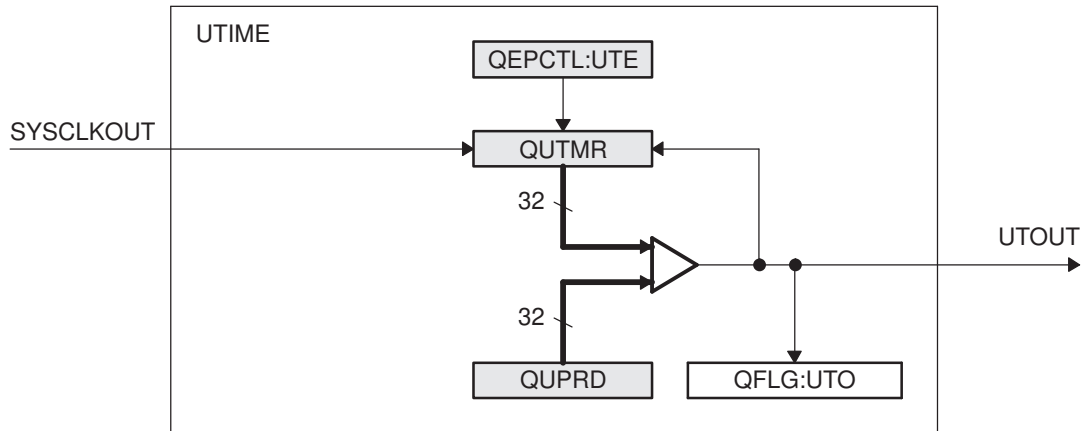 UTIME
QEPCTL:UTE
SYSCLKOUT
QUTMR
32
UTOUT
32
QUPRD
QFLG:UTO